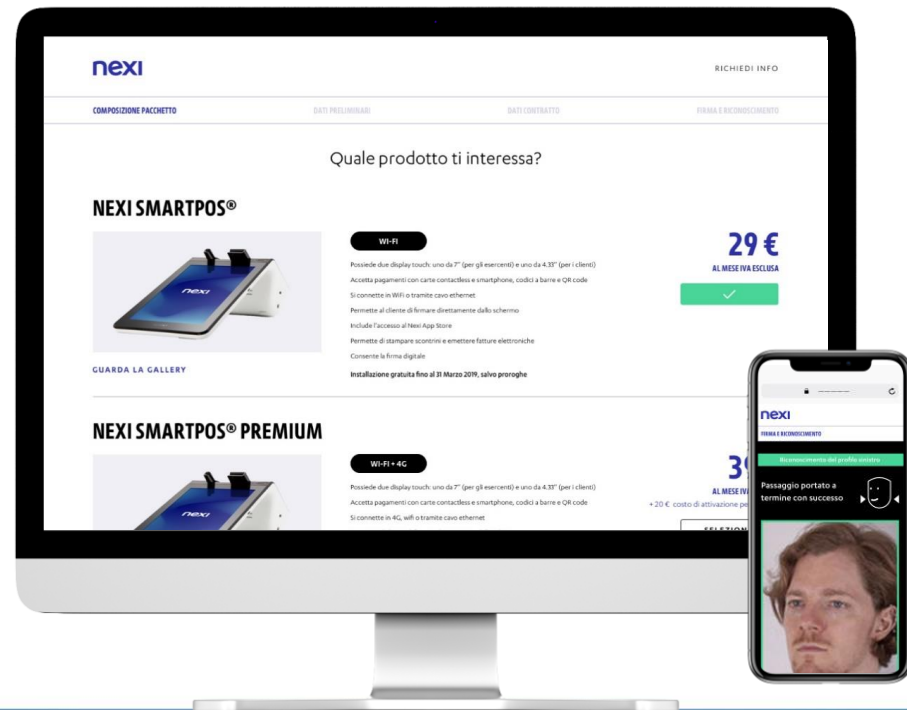 nexi
RICHIEDI INFO
COMPOSIZIONE PACCHETTO
DATI PRELIMINARI
DATI CONTRATTO
FIRMA E RICONOSCIMENTO
Quale prodotto ti interessa?
NEXI SMARTPOS®
nexi
GUARDA LA GALLERY
WI-FI
Possiede due display touch: uno da 7" (per gli esercenti) e uno da 4.33" (per i clienti)
Accetta pagamenti con carte contactless e smartphone, codici a barre e QR code
Si connette in WiFi o tramite cavo ethernet
Permette al cliente di firmare direttamente dallo schermo
Include l'accesso al Nexi App Store
Permette di stampare scontrini e emettere fatture elettroniche
Consente la firma digitale
Installazione gratuita fino al 31 Marzo 2019, salvo proroghe
29 €
AL MESE IVA ESCLUSA
NEXI SMARTPOS® PREMIUM
nexi
WI-FI + 4G
Possiede due display touch: uno da 7" (per gli esercenti) e uno da 4.33" (per i clienti)
Accetta pagamenti con carte contactless e smartphone, codici a barre e QR code
Si connette in 4G, wifi o tramite cavo ethernet
AL MESE IVA
+ 20 € costo di attivazione
nexi
FIRMA E RICONOSCIMENTO
Riconoscimento del profilo sinistro
Passaggio portato a
termine con successo